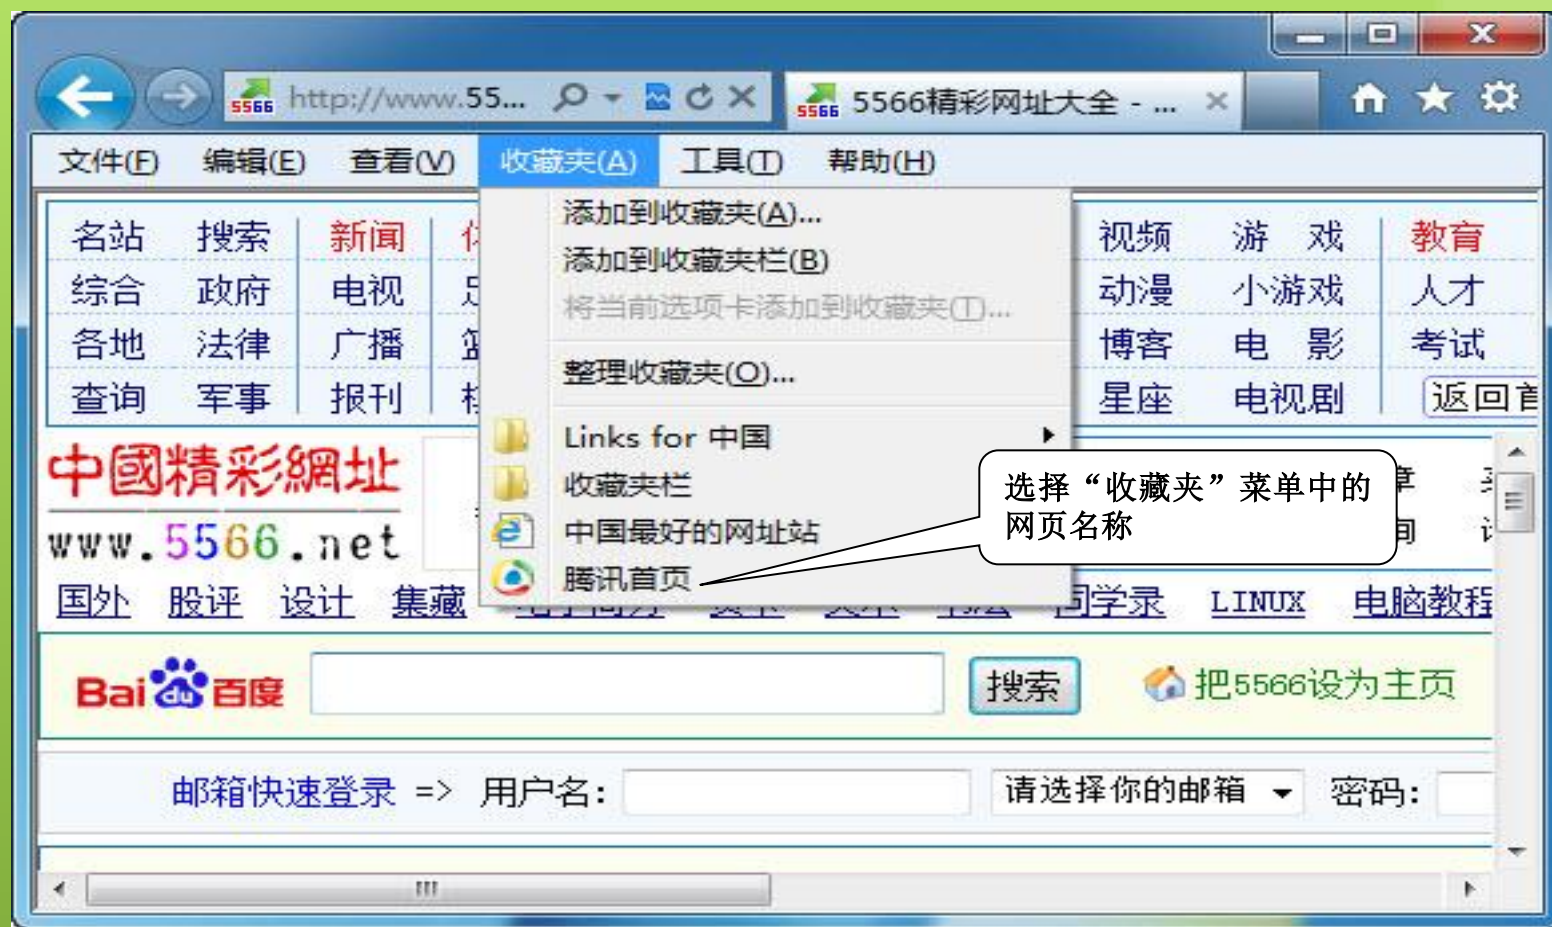 5566 http://www.55...
5566 5566精彩网址大全 - ...
文件(F) 编辑(E) 查看(V) 收藏夹(A) 工具(T) 帮助(H)
添加到收藏夹(A)...
添加到收藏夹栏(B)
将当前选项卡添加到收藏夹(T)...
整理收藏夹(O)...
Links for 中国
收藏夹栏
中国最好的网址站
腾讯首页
选择“收藏夹”菜单中的
网页名称
名站 搜索 新闻 视频 游 戏 教育
综合 政府 电视 动漫 小游戏 人才
各地 法律 广播 博客 电 影 考试
查询 军事 报刊 星座 电视剧 返回首
中國精彩網址
www.5566.net
国外 股评 设计 集藏 同学录 LINUX 电脑教程
Bai du 百度 搜索 把5566设为主页
邮箱快速登录 => 用户名: 请选择你的邮箱 密码: